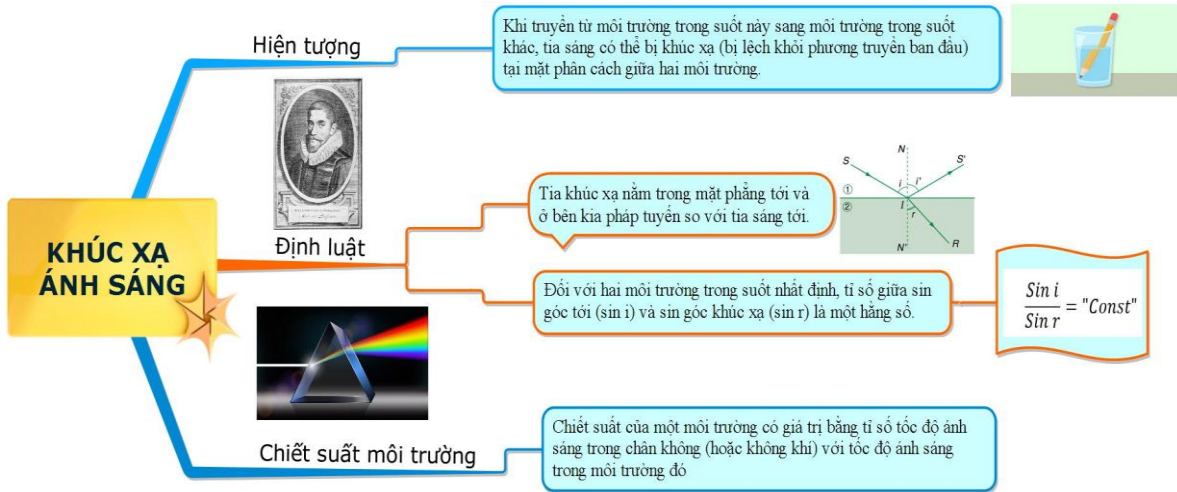 KHÚC XẠ
ÁNH SÁNG
Hiện tượng
Khi truyền từ môi trường trong suốt này sang môi trường trong suốt
khác, tia sáng có thể bị khúc xạ (bị lệch khỏi phương truyền ban đầu)
tại mặt phân cách giữa hai môi trường.
Định luật
Tia khúc xạ nằm trong mặt phẳng tới và
ở bên kia pháp tuyến so với tia sáng tới.
N
S
S'
i
i'
①
②
I
r
N'
R
Đối với hai môi trường trong suốt nhất định, tỉ số giữa sin
góc tới (sin i) và sin góc khúc xạ (sin r) là một hằng số.
Sin i
Sin r
= "Const"
Chiết suất môi trường
Chiết suất của một môi trường có giá trị bằng tỉ số tốc độ ánh
sáng trong chân không (hoặc không khí) với tốc độ ánh sáng
trong môi trường đó